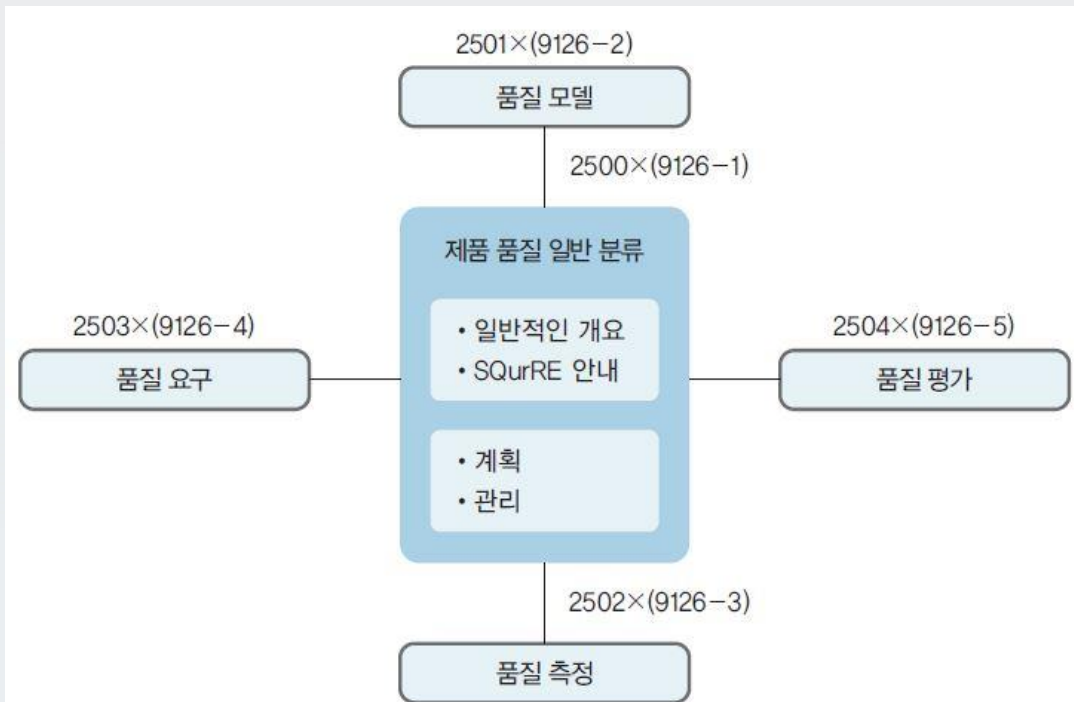 2501×(9126-2)
품질 모델
2500×(9126-1)
제품 품질 일반 분류
• 일반적인 개요
• SQurRE 안내
• 계획
• 관리
2503×(9126-4)
품질 요구
2504×(9126-5)
품질 평가
2502×(9126-3)
품질 측정